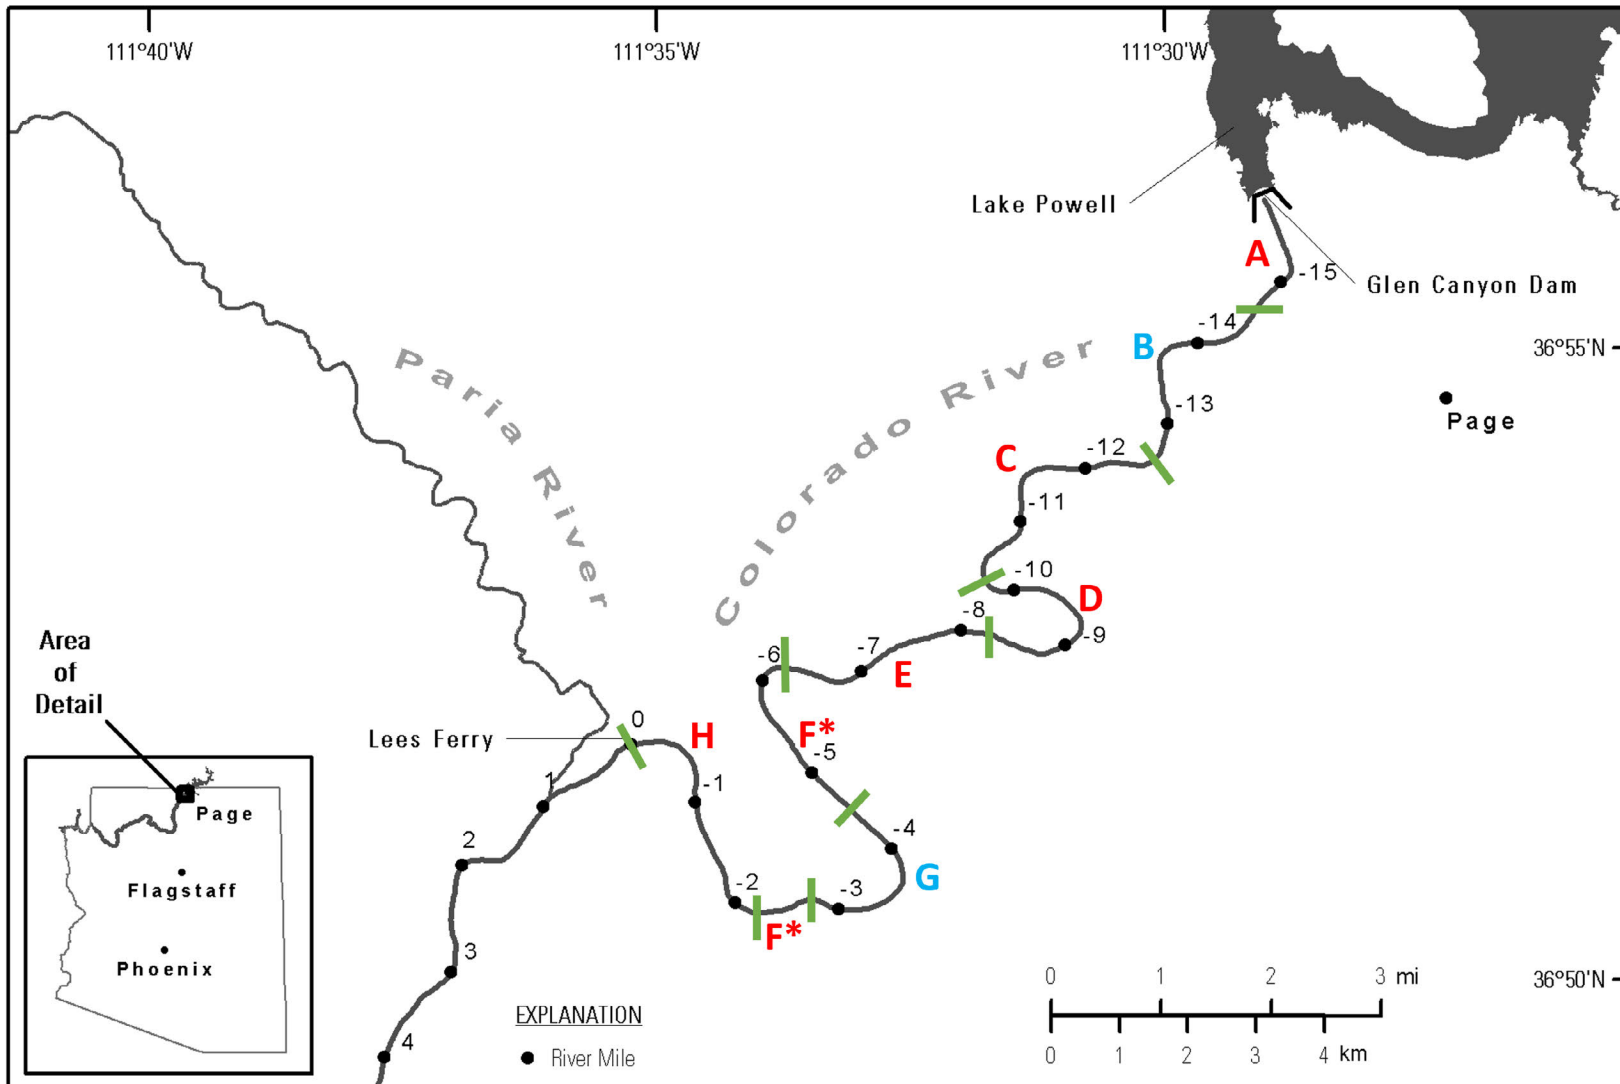 111°40'W
111°35'W
111°30'W
Lake Powell
A
-15
Glen Canyon Dam
-14
B
36°55'N
Paria River
Colorado River
-13
Page
-12
C
-11
-10
D
-9
-8
-7
-6
E
Area
of
Detail
F*
-5
0
H
Lees Ferry
-1
1
-4
G
2
-2
-3
F*
Page
Flagstaff
Phoenix
3
4
0 1 2 3 mi
0 1 2 3 4 km
36°50'N
EXPLANATION
River Mile